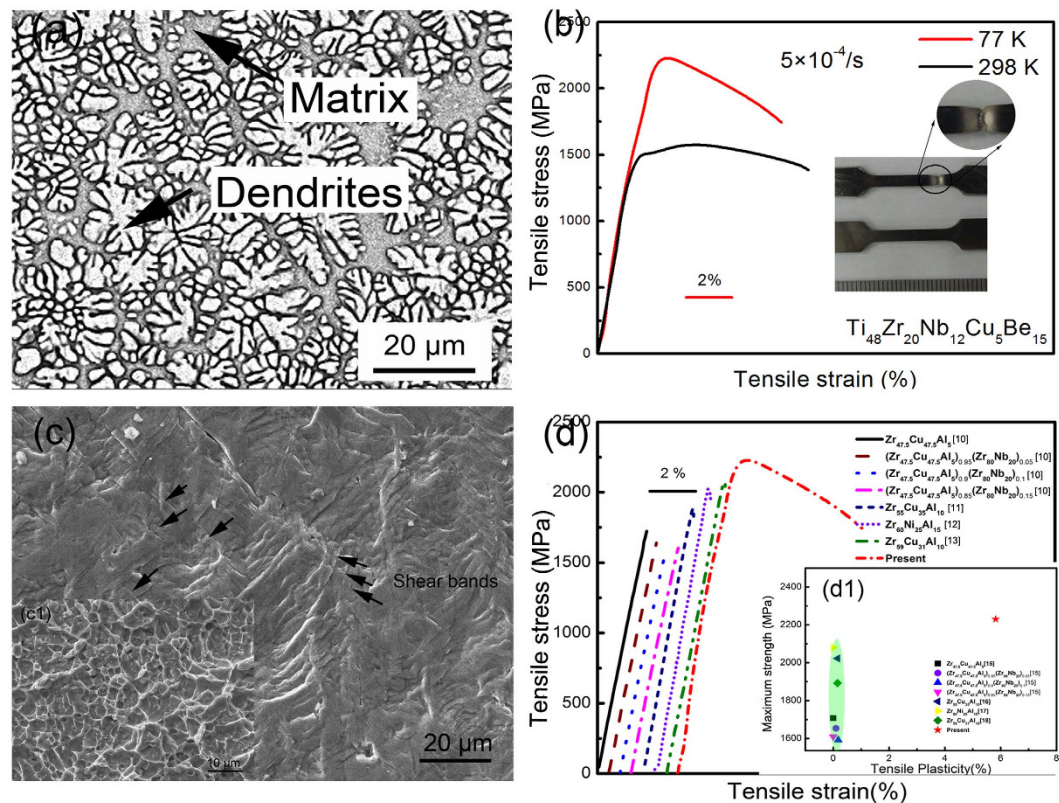 (a)
Matrix
Dendrites
20 μm
(b)
2500
2000
1500
1000
500
0
Tensile stress (MPa)
5×10⁻⁴/s
77 K
298 K
2%
Ti₄₈Zr₂₀Nb₁₂Cu₅Be₁₅
Tensile strain (%)
(c)
Shear bands
(c1)
10 μm
20 μm
(d)
2500
2000
1500
1000
500
0
Tensile stress (MPa)
2 %
Zr₄₇.₅Cu₄₇.₅Al₅ [10]
(Zr₄₇.₅Cu₄₇.₅Al₅)₀.₉₅(Zr₈₀Nb₂₀)₀.₀₅ [10]
(Zr₄₇.₅Cu₄₇.₅Al₅)₀.₉(Zr₈₀Nb₂₀)₀.₁ [10]
(Zr₄₇.₅Cu₄₇.₅Al₅)₀.₈₅(Zr₈₀Nb₂₀)₀.₁₅ [10]
Zr₅₅Cu₃₅Al₁₀ [11]
Zr₆₀Ni₂₅Al₁₅ [12]
Zr₅₉Cu₃₁Al₁₀ [13]
Present
(d1)
2400
2200
2000
1800
1600
Maximum strength (MPa)
Present
0
2
4
6
8
Tensile Plasticity(%)
Tensile strain(%)